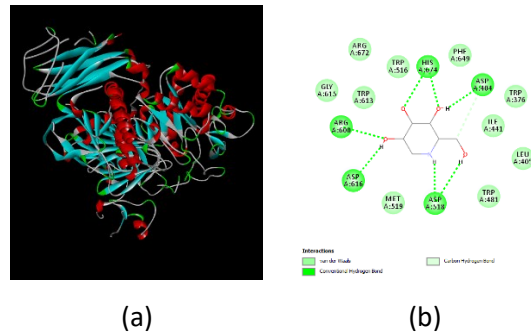 ARG
A:672
TRP
A:516
HIS
A:674
PHE
A:649
ASP
A:404
GLY
A:615
TRP
A:613
TRP
A:376
ILE
A:441
ARG
A:600
LEU
A:405
ASP
A:616
MET
A:519
ASP
A:518
TRP
A:481
H
H
H
H
Interactions
van der Waals
Conventional Hydrogen Bond
Carbon Hydrogen Bond
(a)
(b)